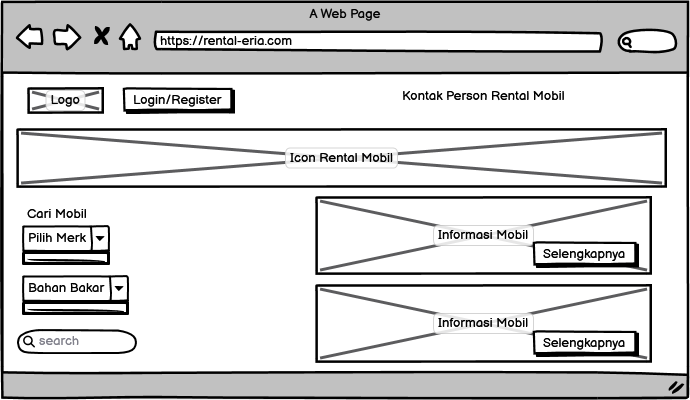 A Web Page
https://rental-eria.com
Logo
Login/Register
Kontak Person Rental Mobil
Icon Rental Mobil
Cari Mobil
Pilih Merk
Bahan Bakar
search
Informasi Mobil
Selengkapnya
Informasi Mobil
Selengkapnya